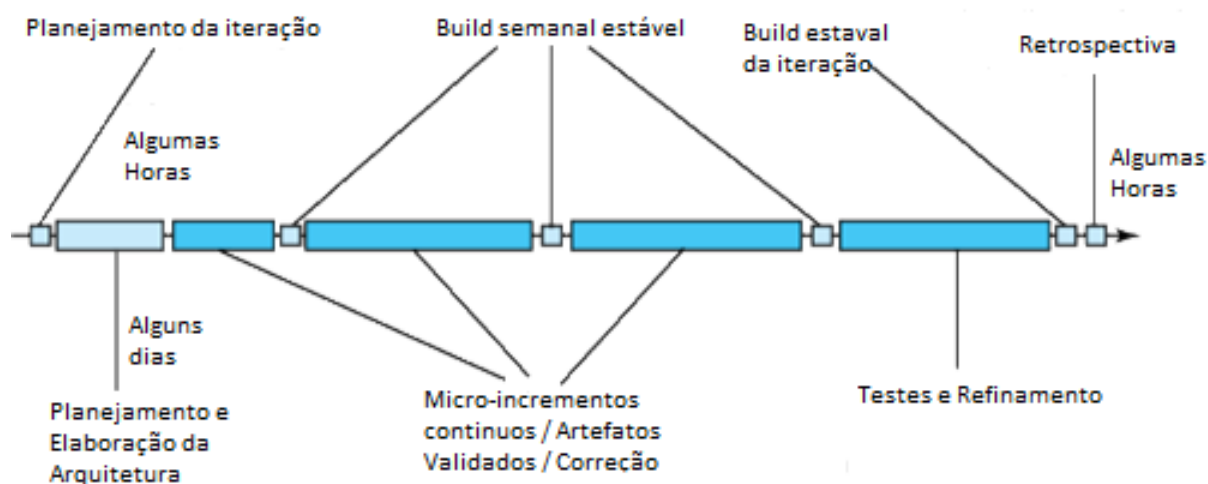 Planejamento da iteração
Build semanal estável
Build estaval
da iteração
Retrospectiva
Algumas
Horas
Algumas
Horas
Alguns
dias
Planejamento e
Elaboração da
Arquitetura
Micro-incrementos
continuos / Artefatos
Validados / Correção
Testes e Refinamento